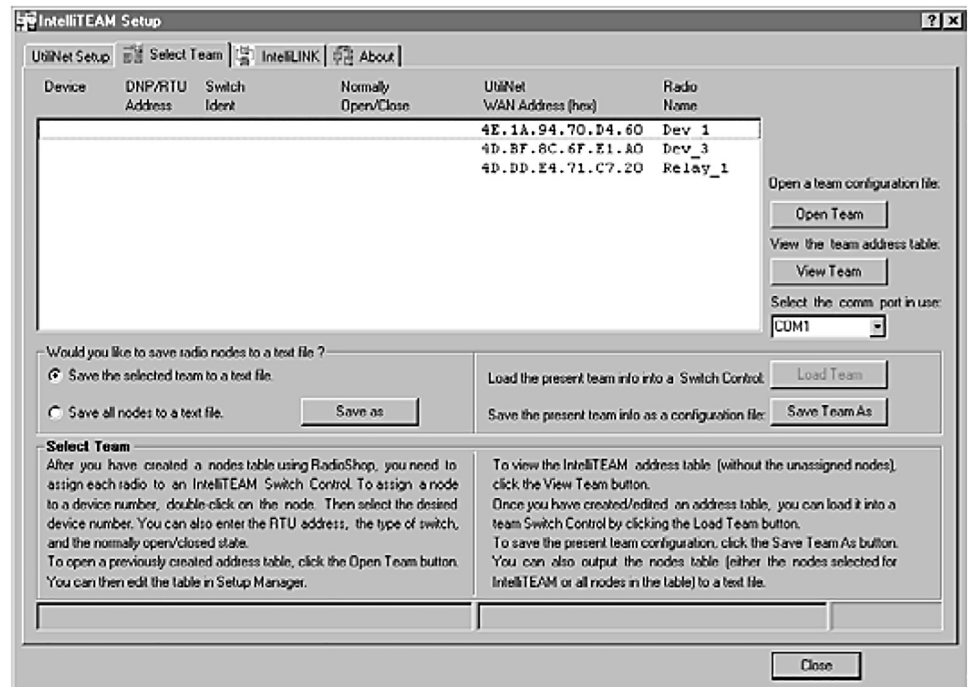 IntelliTEAM Setup
UtiliNet Setup
Select Team
IntelliLINK
About
Device DNP/RTU Address Switch Ident Normally Open/Close UtiliNet WAN Address (hex) Radio Name
4E.1A.94.70.D4.60 Dev_1
4D.BF.8C.6F.E1.A0 Dev_3
4D.DD.E4.71.C7.20 Relay_1
Open a team configuration file:
Open Team
View the team address table:
View Team
Select the comm port in use:
COM1
Would you like to save radio nodes to a text file ?
Save the selected team to a text file.
Save all nodes to a text file.
Save as
Load the present team info into a Switch Control:
Load Team
Save the present team info as a configuration file:
Save Team As
Select Team
After you have created a nodes table using RadioShop, you need to
assign each radio to an IntelliTEAM Switch Control. To assign a node
to a device number, double-click on the node. Then select the desired
device number. You can also enter the RTU address, the type of switch,
and the normally open/closed state.
To open a previously created address table, click the Open Team button.
You can then edit the table in Setup Manager.
To view the IntelliTEAM address table (without the unassigned nodes),
click the View Team button.
Once you have created/edited an address table, you can load it into a
team Switch Control by clicking the Load Team button.
To save the present team configuration, click the Save Team As button.
You can also output the nodes table (either the nodes selected for
IntelliTEAM or all nodes in the table) to a text file.
Close